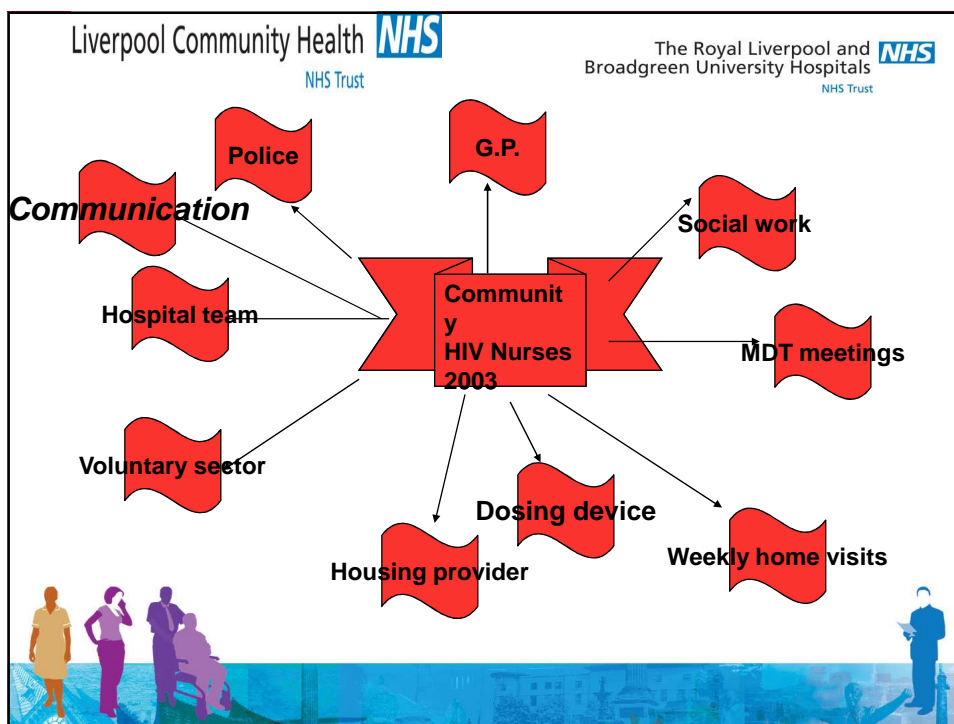 Liverpool Community Health NHS
NHS Trust
The Royal Liverpool and NHS
Broadgreen University Hospitals
NHS Trust
Police
G.P.
Communication
Social work
Hospital team
Communit
y
HIV Nurses
2003
MDT meetings
Voluntary sector
Dosing device
Housing provider
Weekly home visits